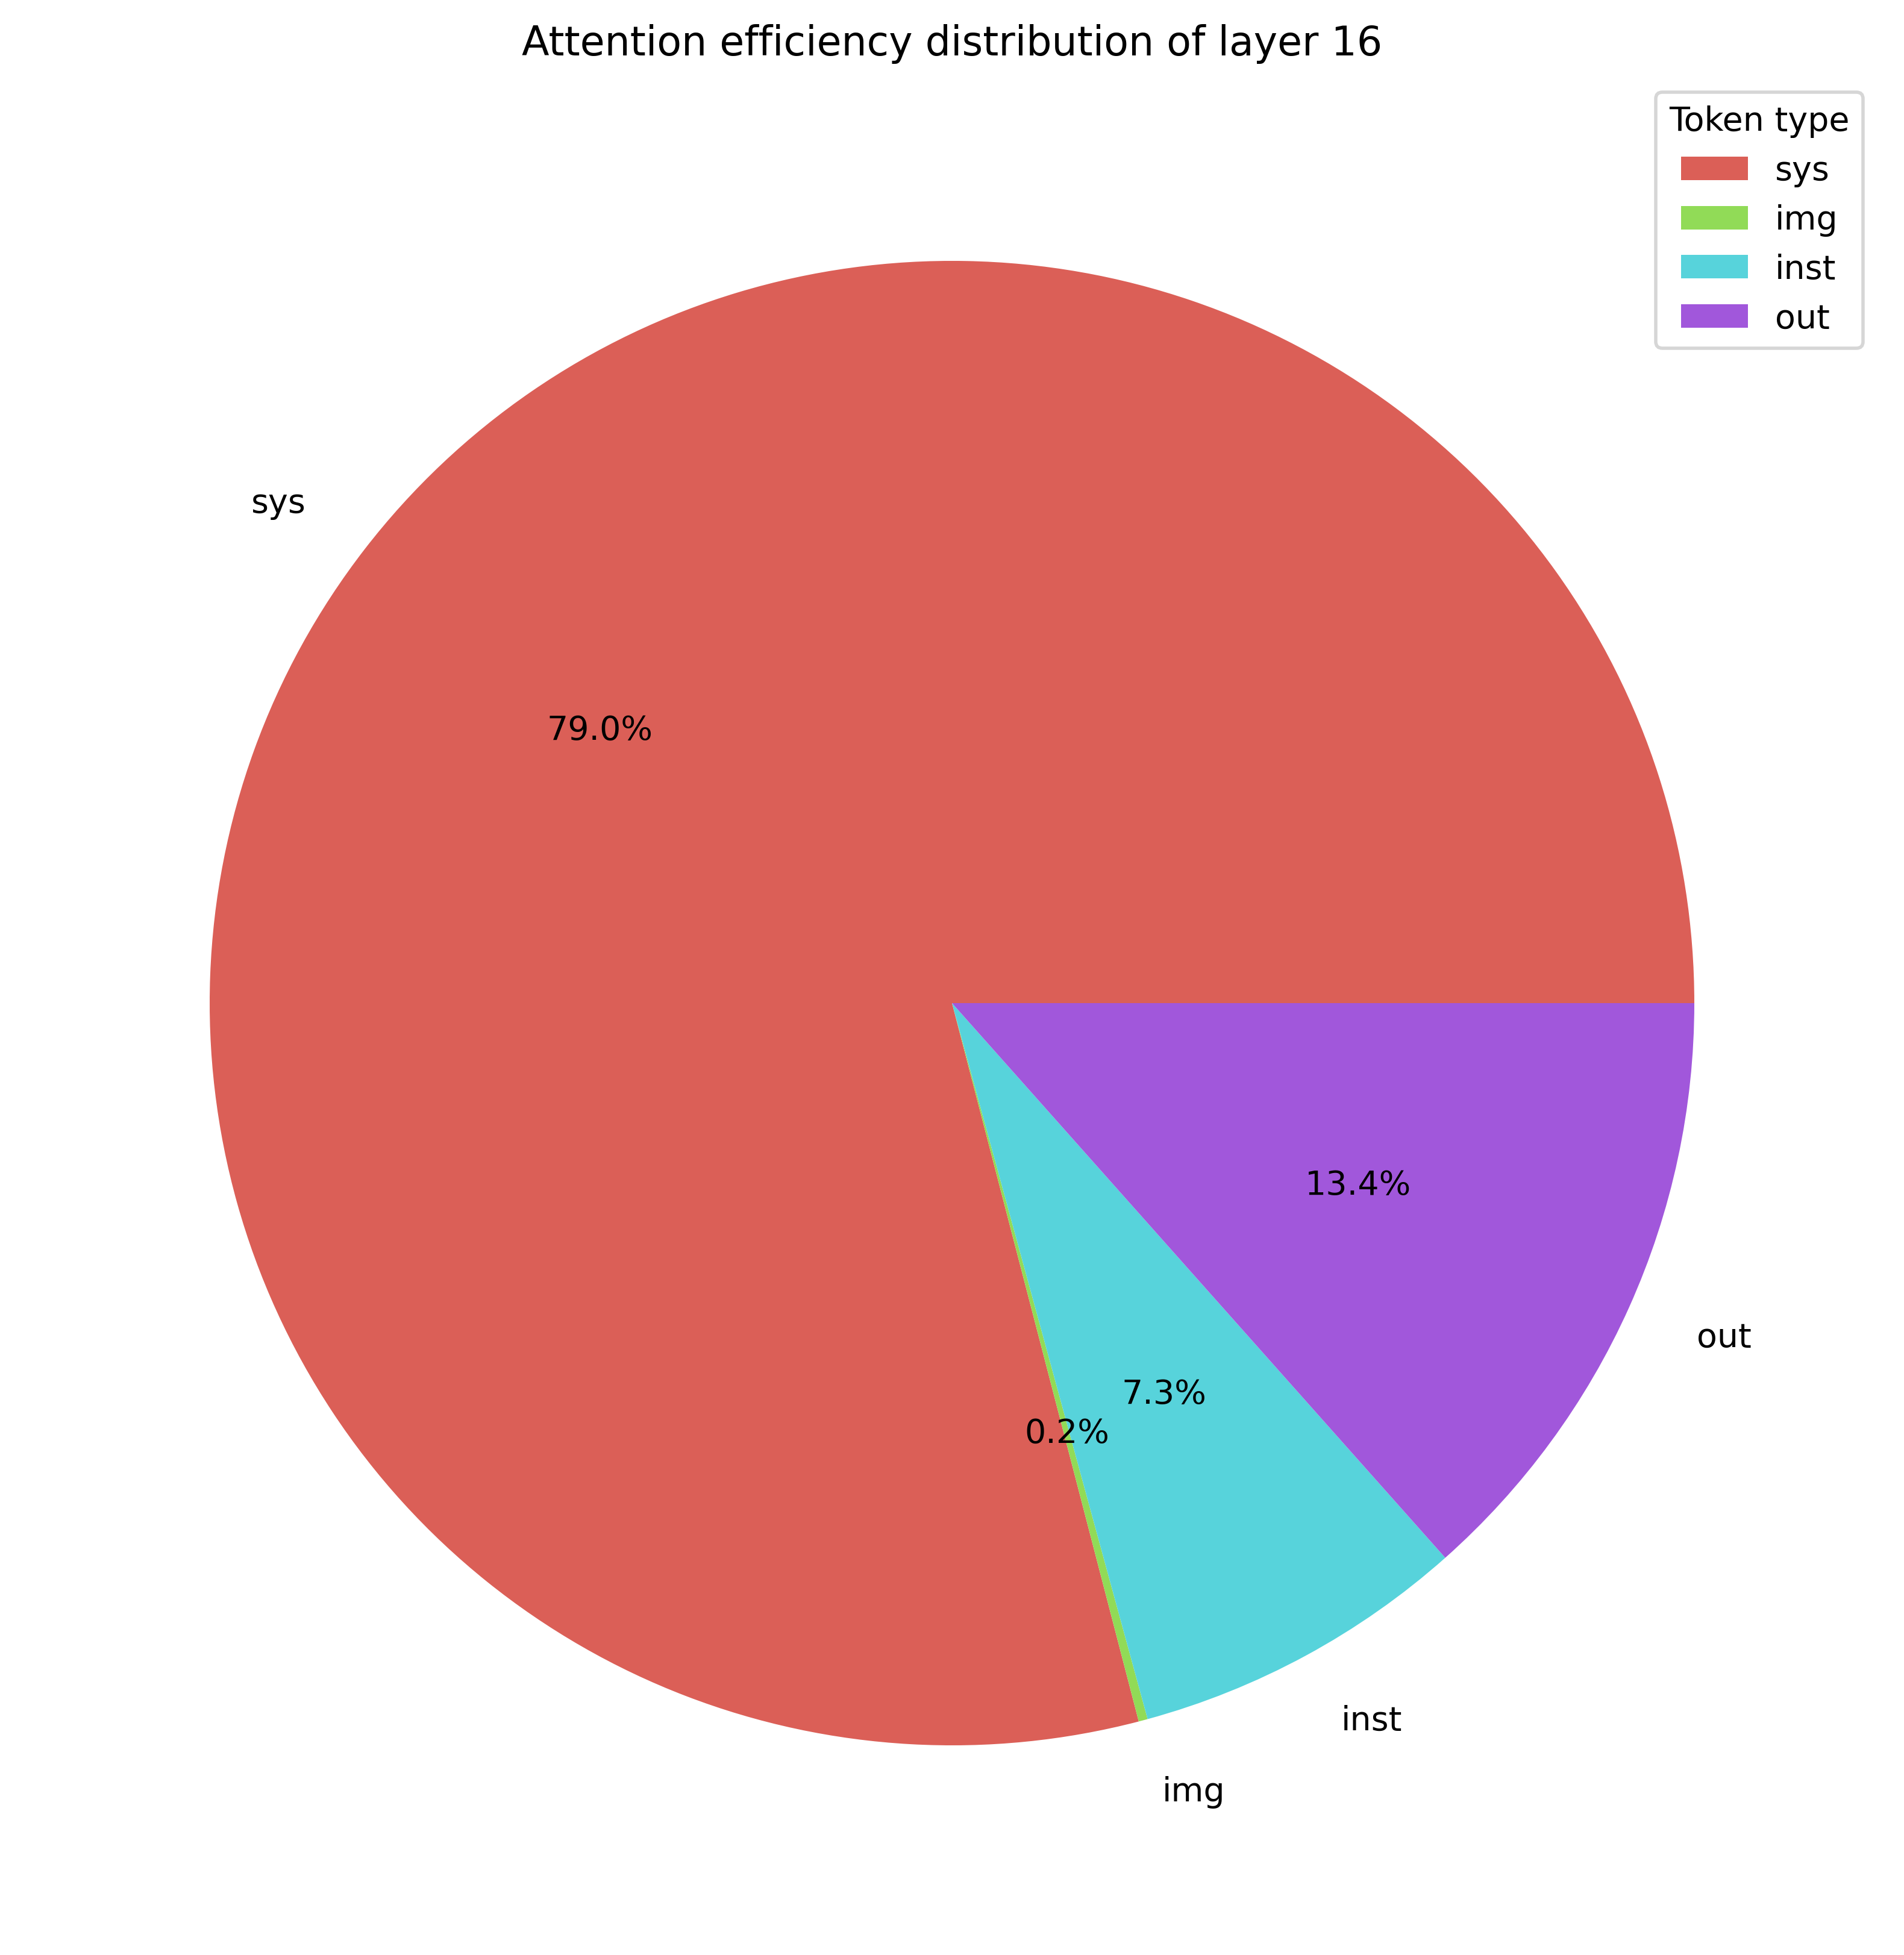 Attention efficiency distribution of layer 16
Token type
sys
img
inst
out
sys
79.0%
13.4%
out
7.3%
0.2%
inst
img